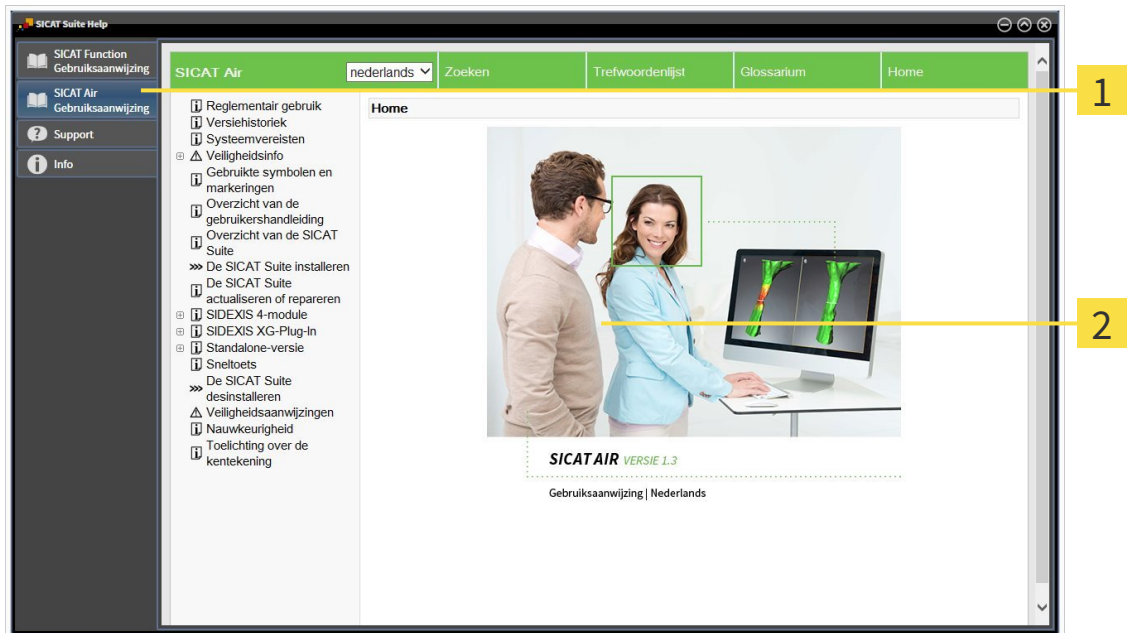 SICAT Suite Help
SICAT Function
Gebruiksaanwijzing
SICAT Air
Gebruiksaanwijzing
Support
Info
SICAT Air
nederlands
Zoeken
Trefwoordenlijst
Glossarium
Home
Reglementair gebruik
Versiehistoriek
Systeemvereisten
Veiligheidsinfo
Gebruikte symbolen en
markeringen
Overzicht van de
gebruikershandleiding
Overzicht van de SICAT
Suite
De SICAT Suite installeren
De SICAT Suite
actualiseren of repareren
SIDEXIS 4-module
SIDEXIS XG-Plug-In
Standalone-versie
Sneltoets
De SICAT Suite
desinstalleren
Veiligheidsaanwijzingen
Nauwkeurigheid
Toelichting over de
kentekening
Home
SICAT AIR VERSIE 1.3
Gebruiksaanwijzing | Nederlands
1
2